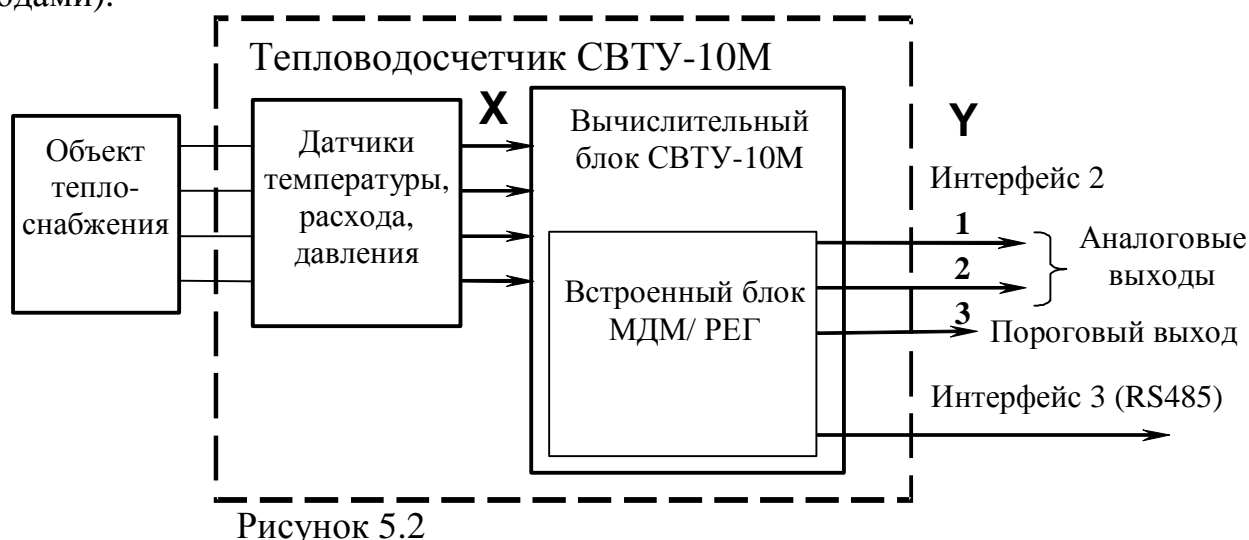 одами).
Тепловодосчетчик СВТУ-10М
Объект
тепло-
снабжения
Датчики
температуры,
расхода,
давления
X
Вычислительный
блок СВТУ-10М
Встроенный блок
МДМ/ РЕГ
Y
Интерфейс 2
1
2
3
Аналоговые
выходы
Пороговый выход
Интерфейс 3 (RS485)
Рисунок 5.2